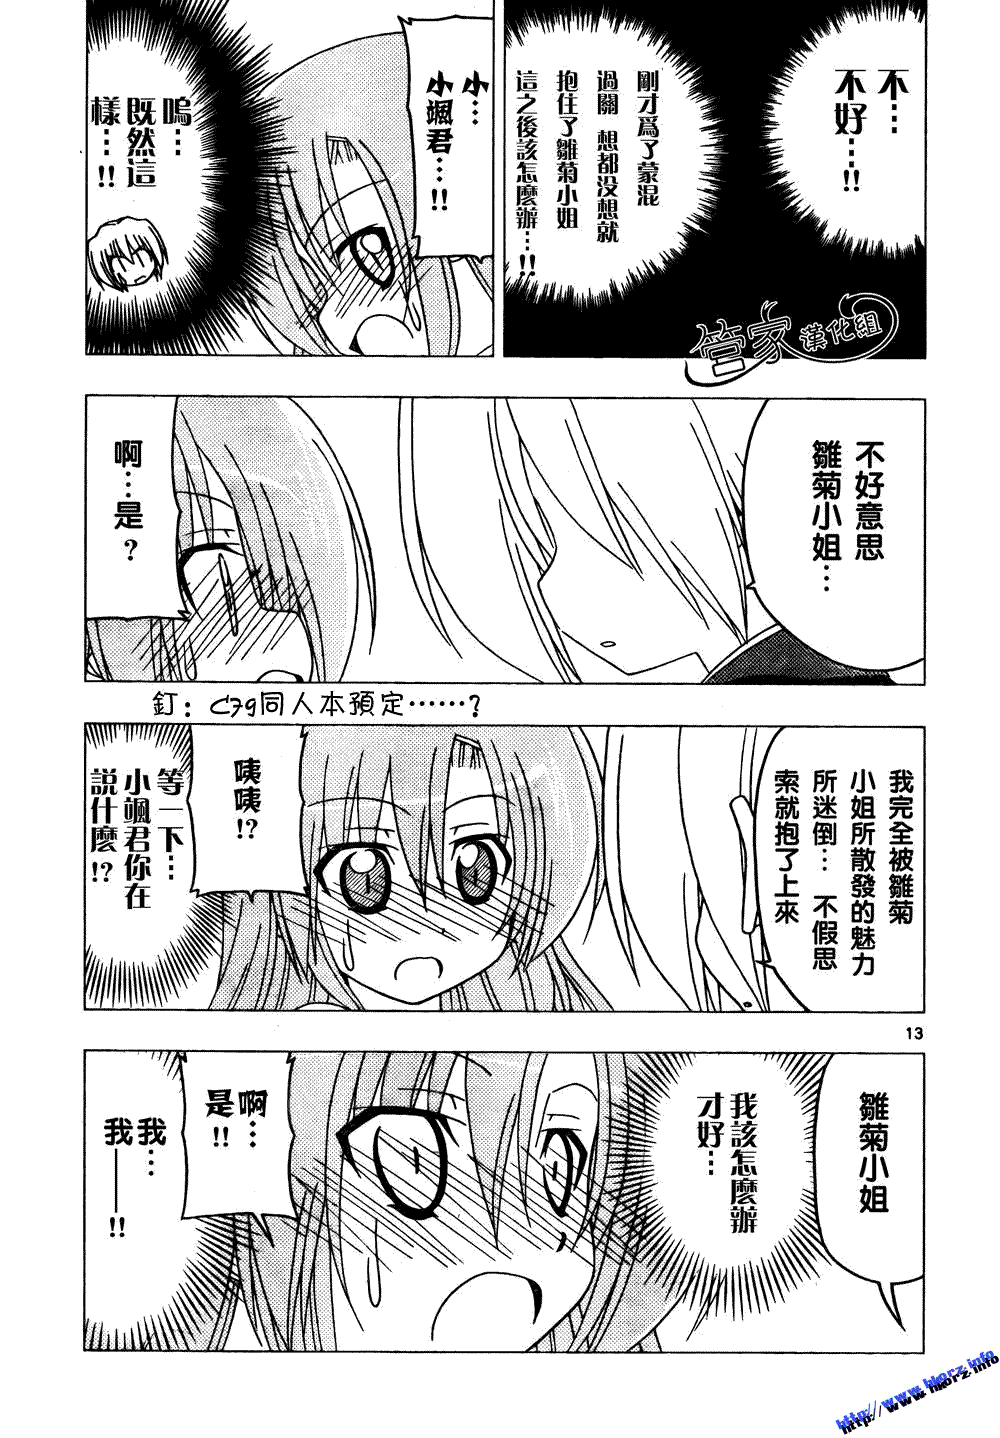 不…
不好…!!
剛才爲了蒙混
過關 想都没想就
抱住了雛菊小姐
這之後該怎麼辦…!!
小…
小颯君…!!
嗚…
既然這
樣…!!
管家漢化組
不好意思
雛菊小姐…
啊…是?
釘：C79同人本預定……?
我完全被雛菊
小姐所散發的魅力
所迷倒… 不假思
索就抱了上來
咦
咦!?
等一下…
小颯君你在
説什麼!?
13
雛菊小姐
我該怎麼辦
才好…
啊…
是!!
我…
我——!!
http://www.hkorz.info